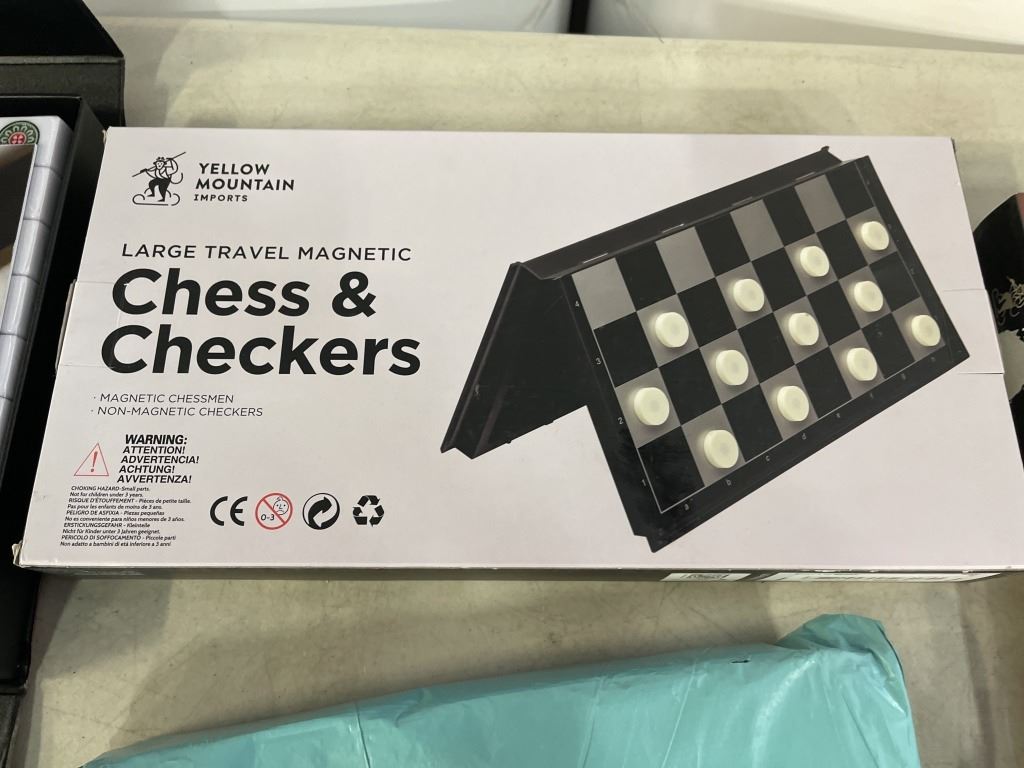 YELLOW
MOUNTAIN
IMPORTS
LARGE TRAVEL MAGNETIC
Chess &
Checkers
· MAGNETIC CHESSMEN
· NON-MAGNETIC CHECKERS
WARNING:
ATTENTION!
ADVERTENCIA!
ACHTUNG!
AVVERTENZA!
CHOKING HAZARD-Small parts.
Not for children under 3 years.
RISQUE D'ÉTOUFFEMENT - Pièces de petite taille.
Pas pour les enfants de moins de 3 ans.
PELIGRO DE ASFIXIA - Piezas pequeñas
No es conveniente para niños menores de 3 años.
ERSTICKUNGSGEFAHR - Kleinteile
Nicht für Kinder unter 3 Jahren geeignet.
PERICOLO DI SOFFOCAMENTO - Piccole parti
Non adatto a bambini di età inferiore a 3 anni
CE
0-3
4
3
2
1
a b c d e f g h